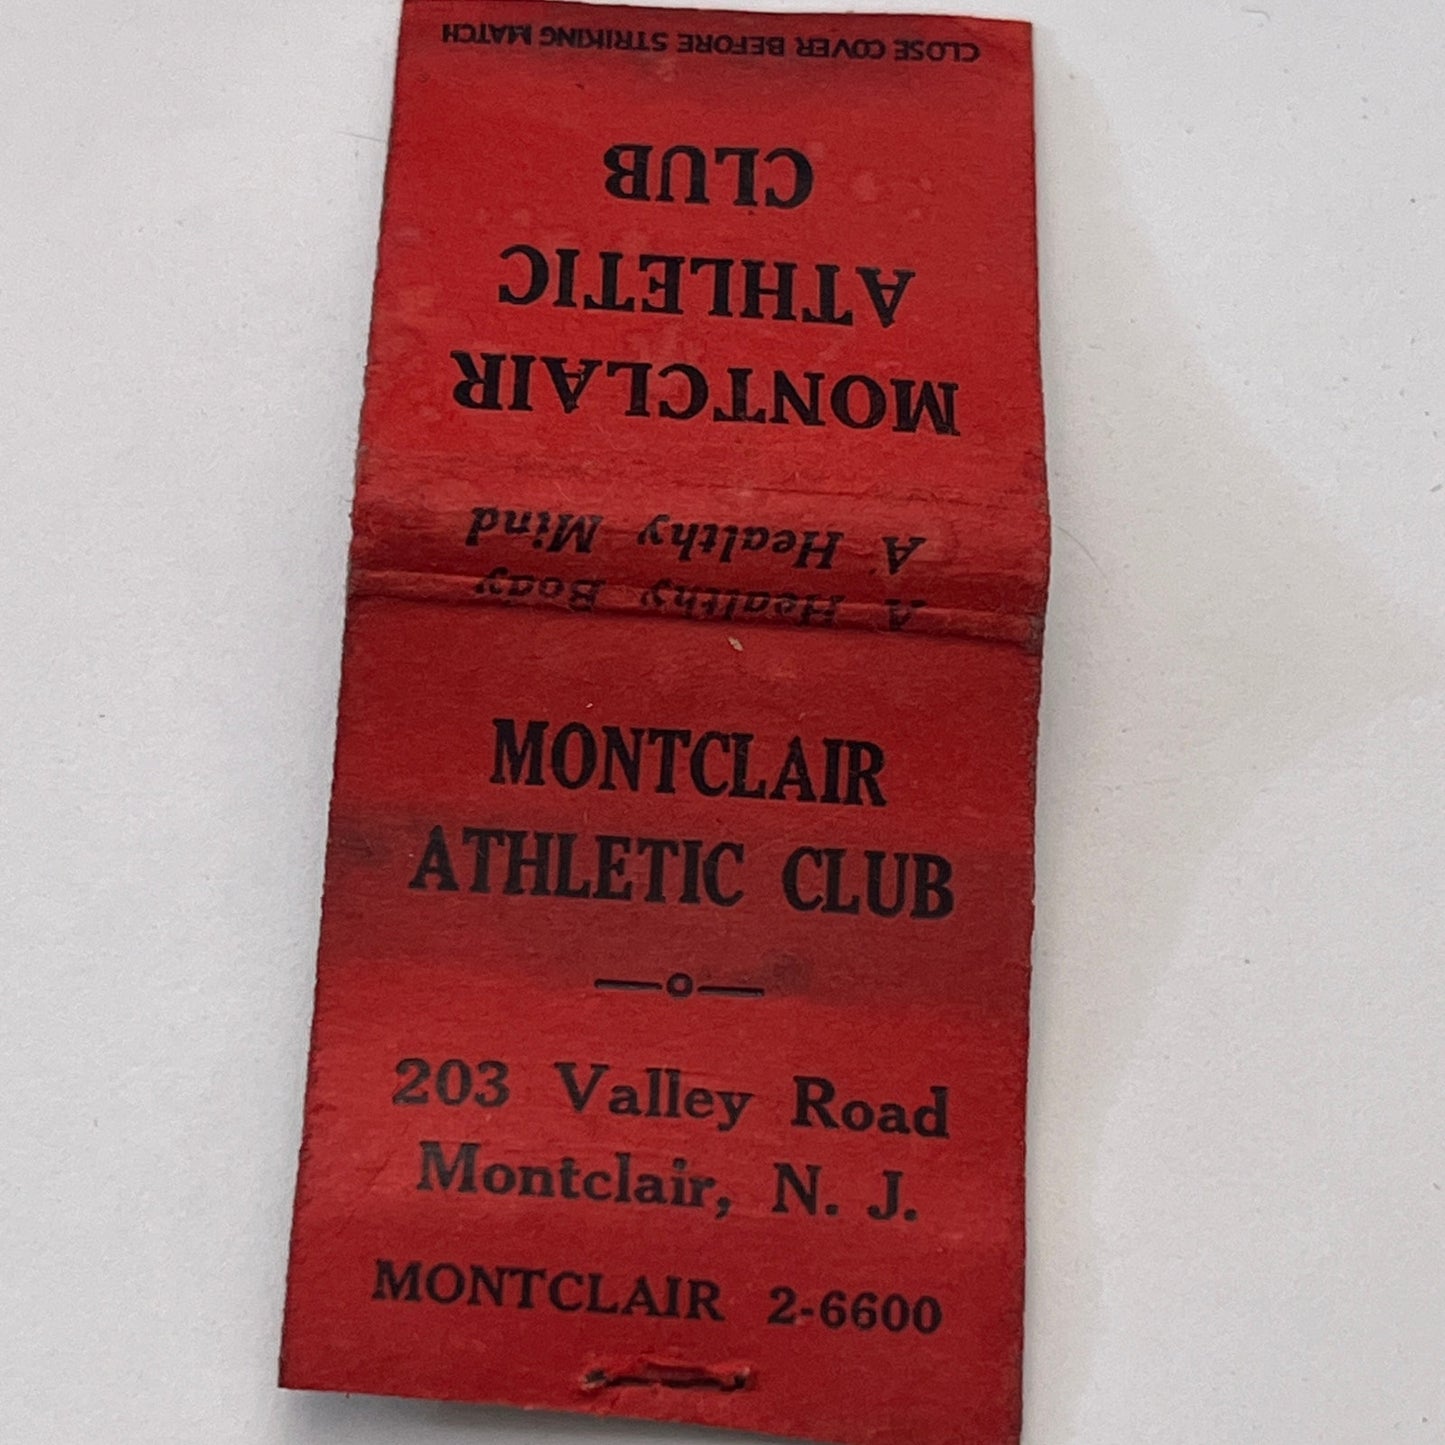 CLOSE COVER BEFORE STRIKING MATCH
MONTCLAIR
ATHLETIC
CLUB
A Healthy Body
A Healthy Mind
MONTCLAIR
ATHLETIC CLUB
203 Valley Road
Montclair, N. J.
MONTCLAIR 2-6600